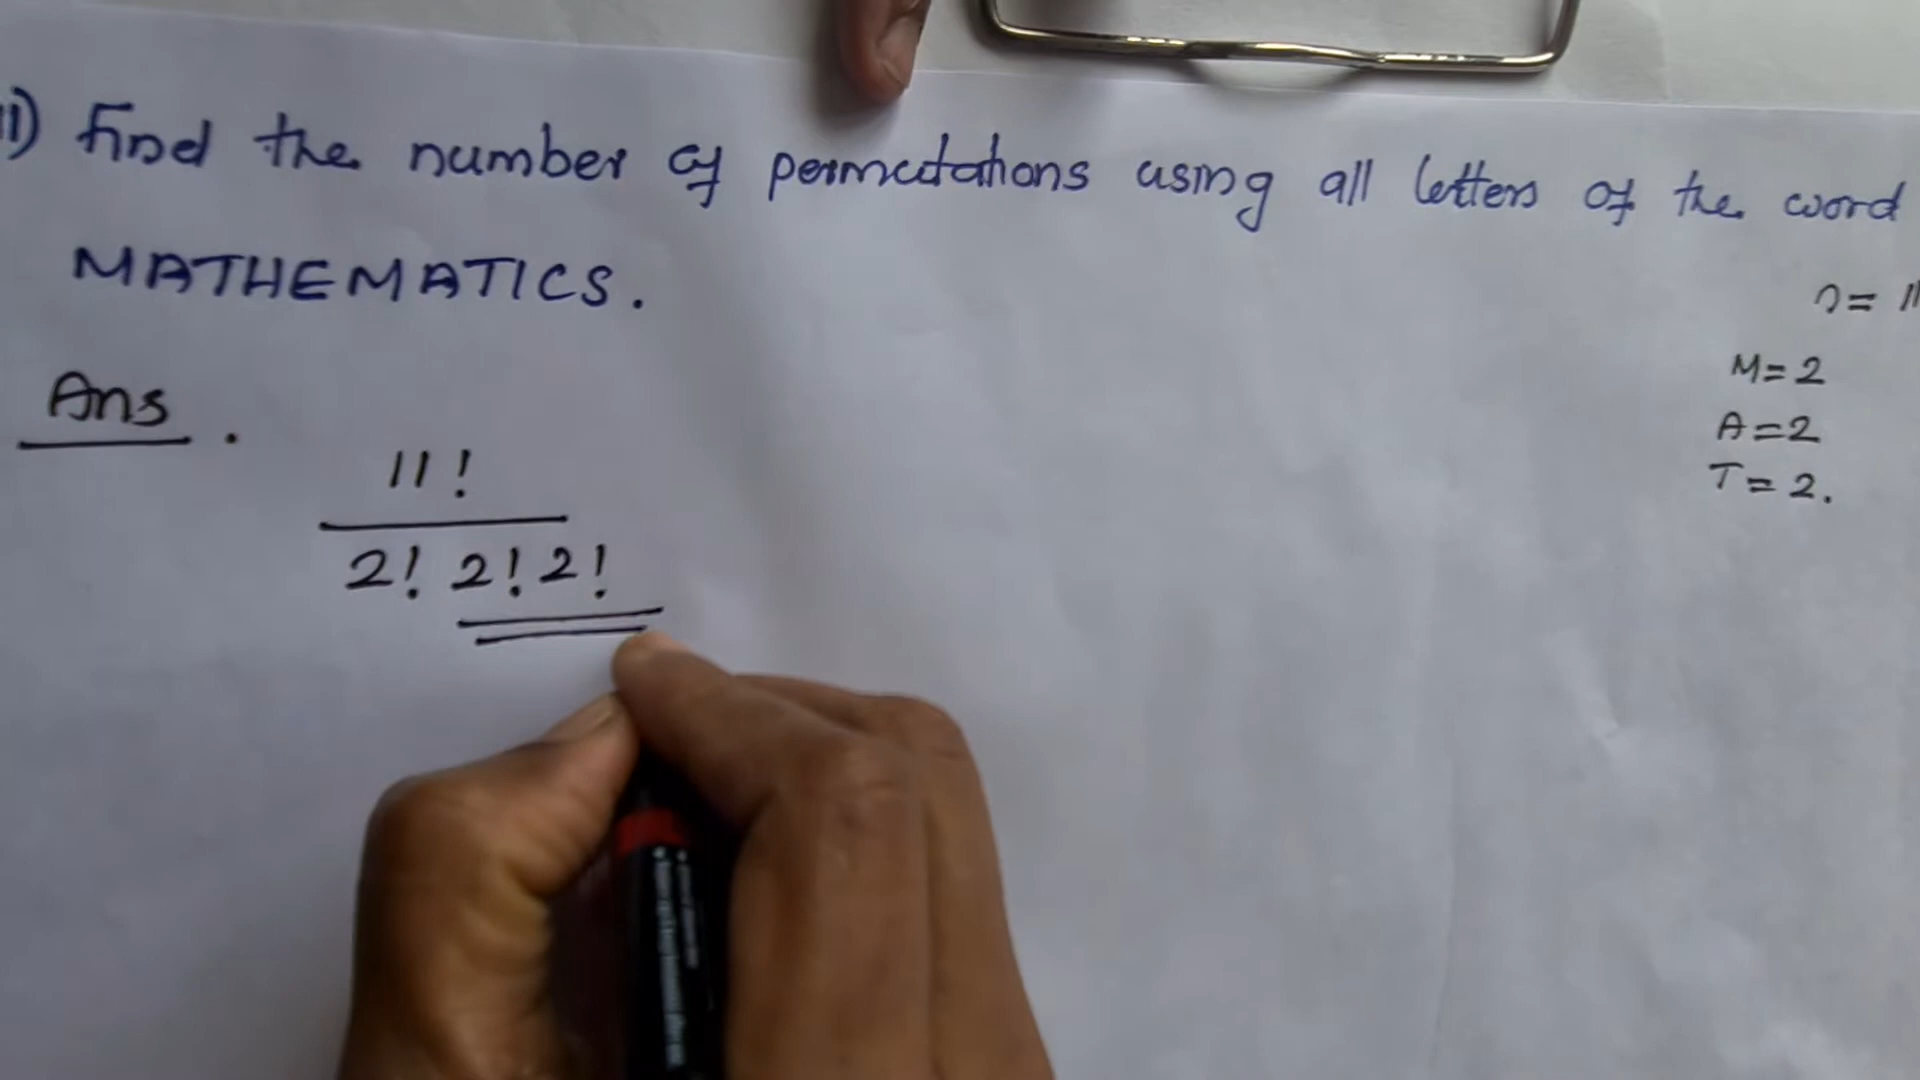 11) Find the number of permutations using all letters of the word
MATHEMATICS.
n = 11
M = 2
A = 2
T = 2.
Ans.
11!
2! 2! 2!